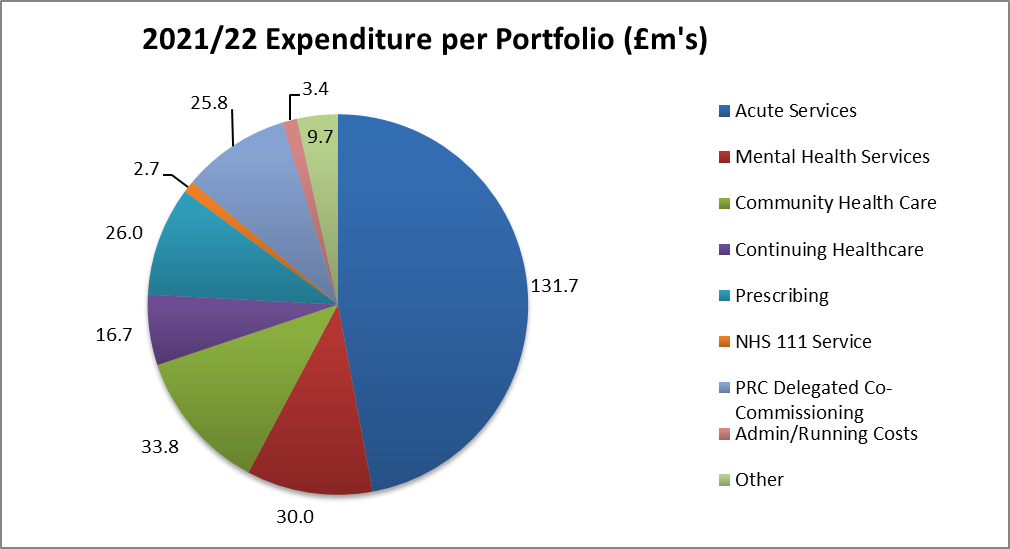 2021/22 Expenditure per Portfolio (£m's)
3.4
25.8
9.7
2.7
26.0
131.7
16.7
33.8
30.0
Acute Services
Mental Health Services
Community Health Care
Continuing Healthcare
Prescribing
NHS 111 Service
PRC Delegated Co-
Commissioning
Admin/Running Costs
Other